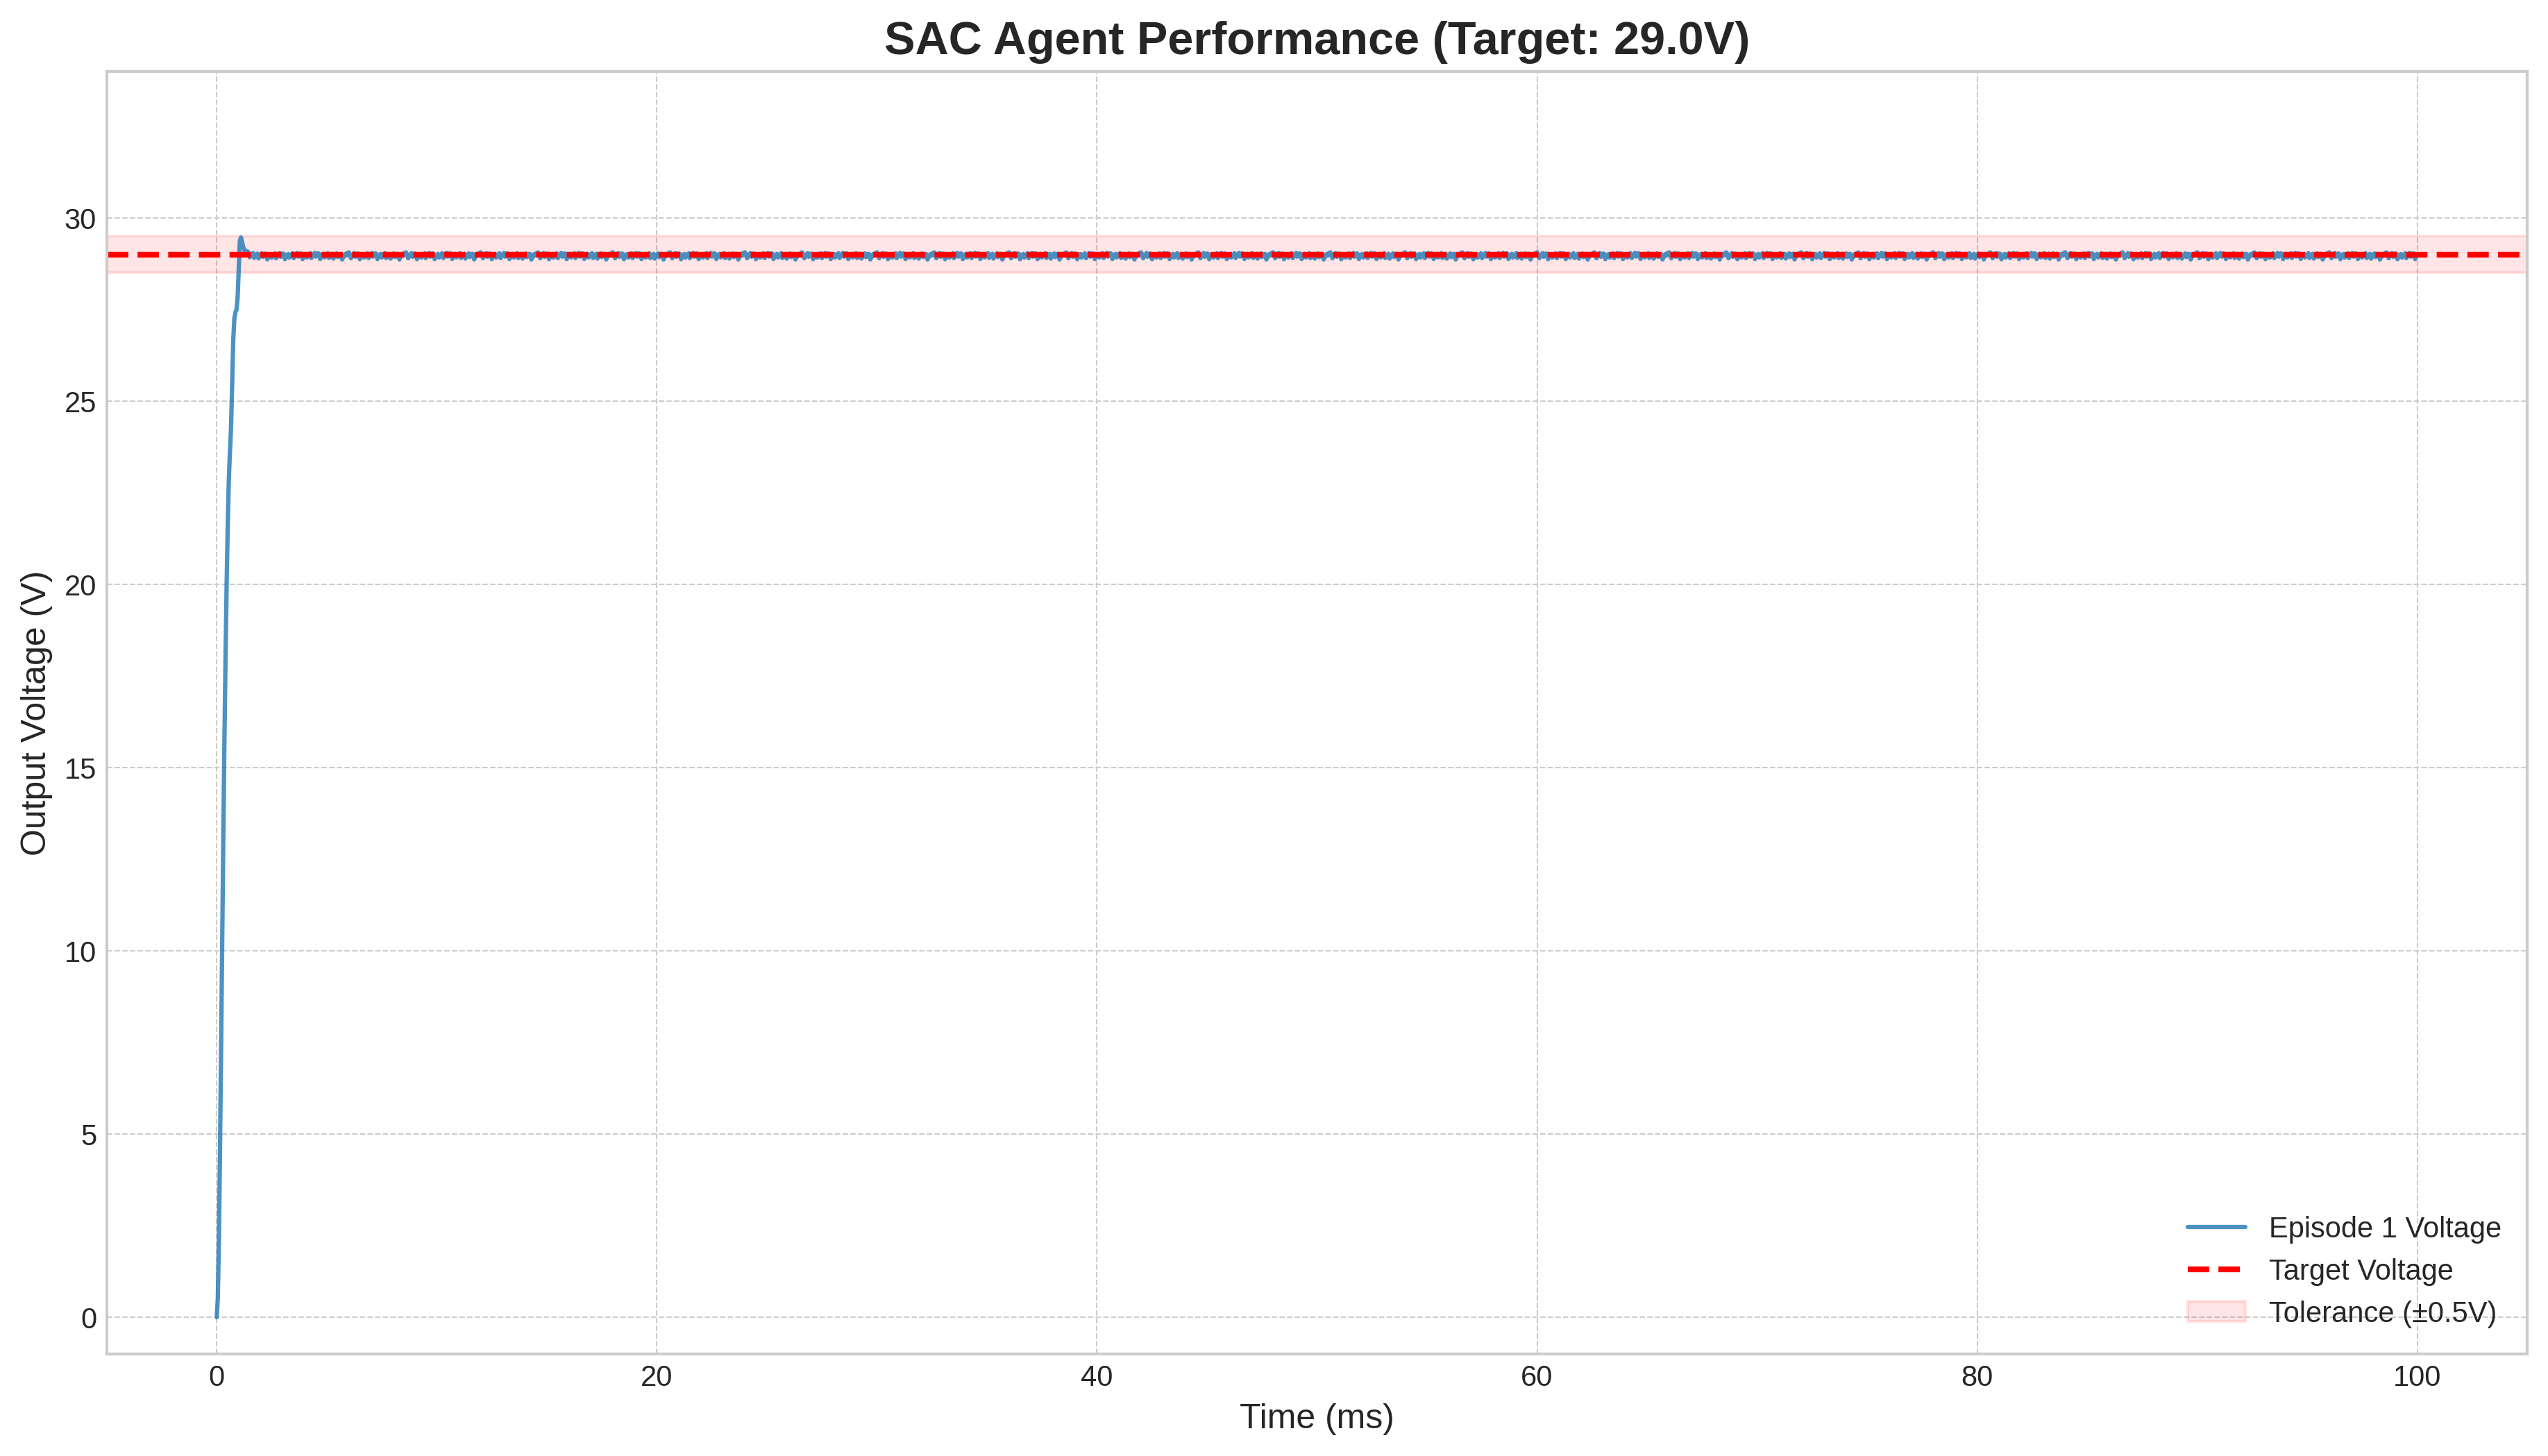 SAC Agent Performance (Target: 29.0V)
Output Voltage (V)
30
25
20
15
10
5
0
0 20 40 60 80 100
Time (ms)
Episode 1 Voltage
Target Voltage
Tolerance (±0.5V)